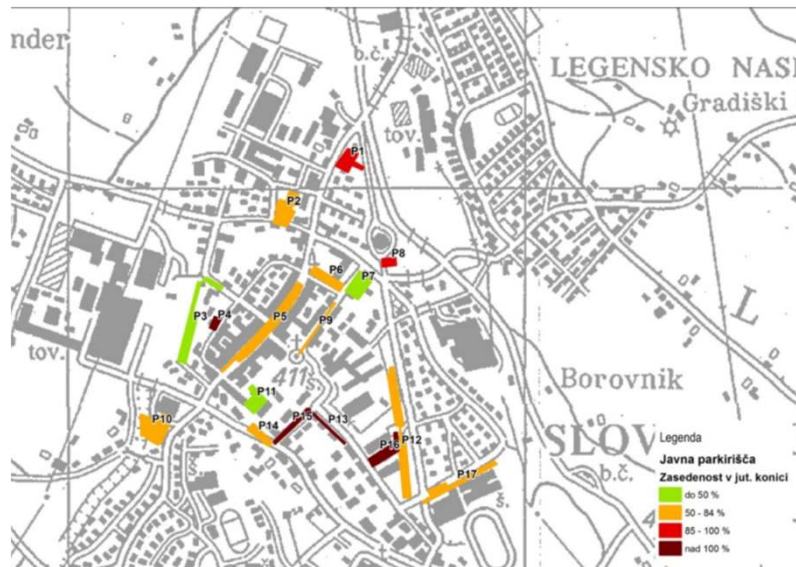 nder
b.č.
LEGENSKO NASE
Gradiški
tov.
P1
P2
P8
P6
P7
P3
P4
P5
P9
L
tov.
411
š.
Borovnik
P11
P10
P14
P15
P13
P16
P12
P17
SLOV
b.č.
š.
š.
Legenda
Javna parkirišča
Zasedenost v jut. konici
do 50 %
50 - 84 %
85 - 100 %
nad 100 %